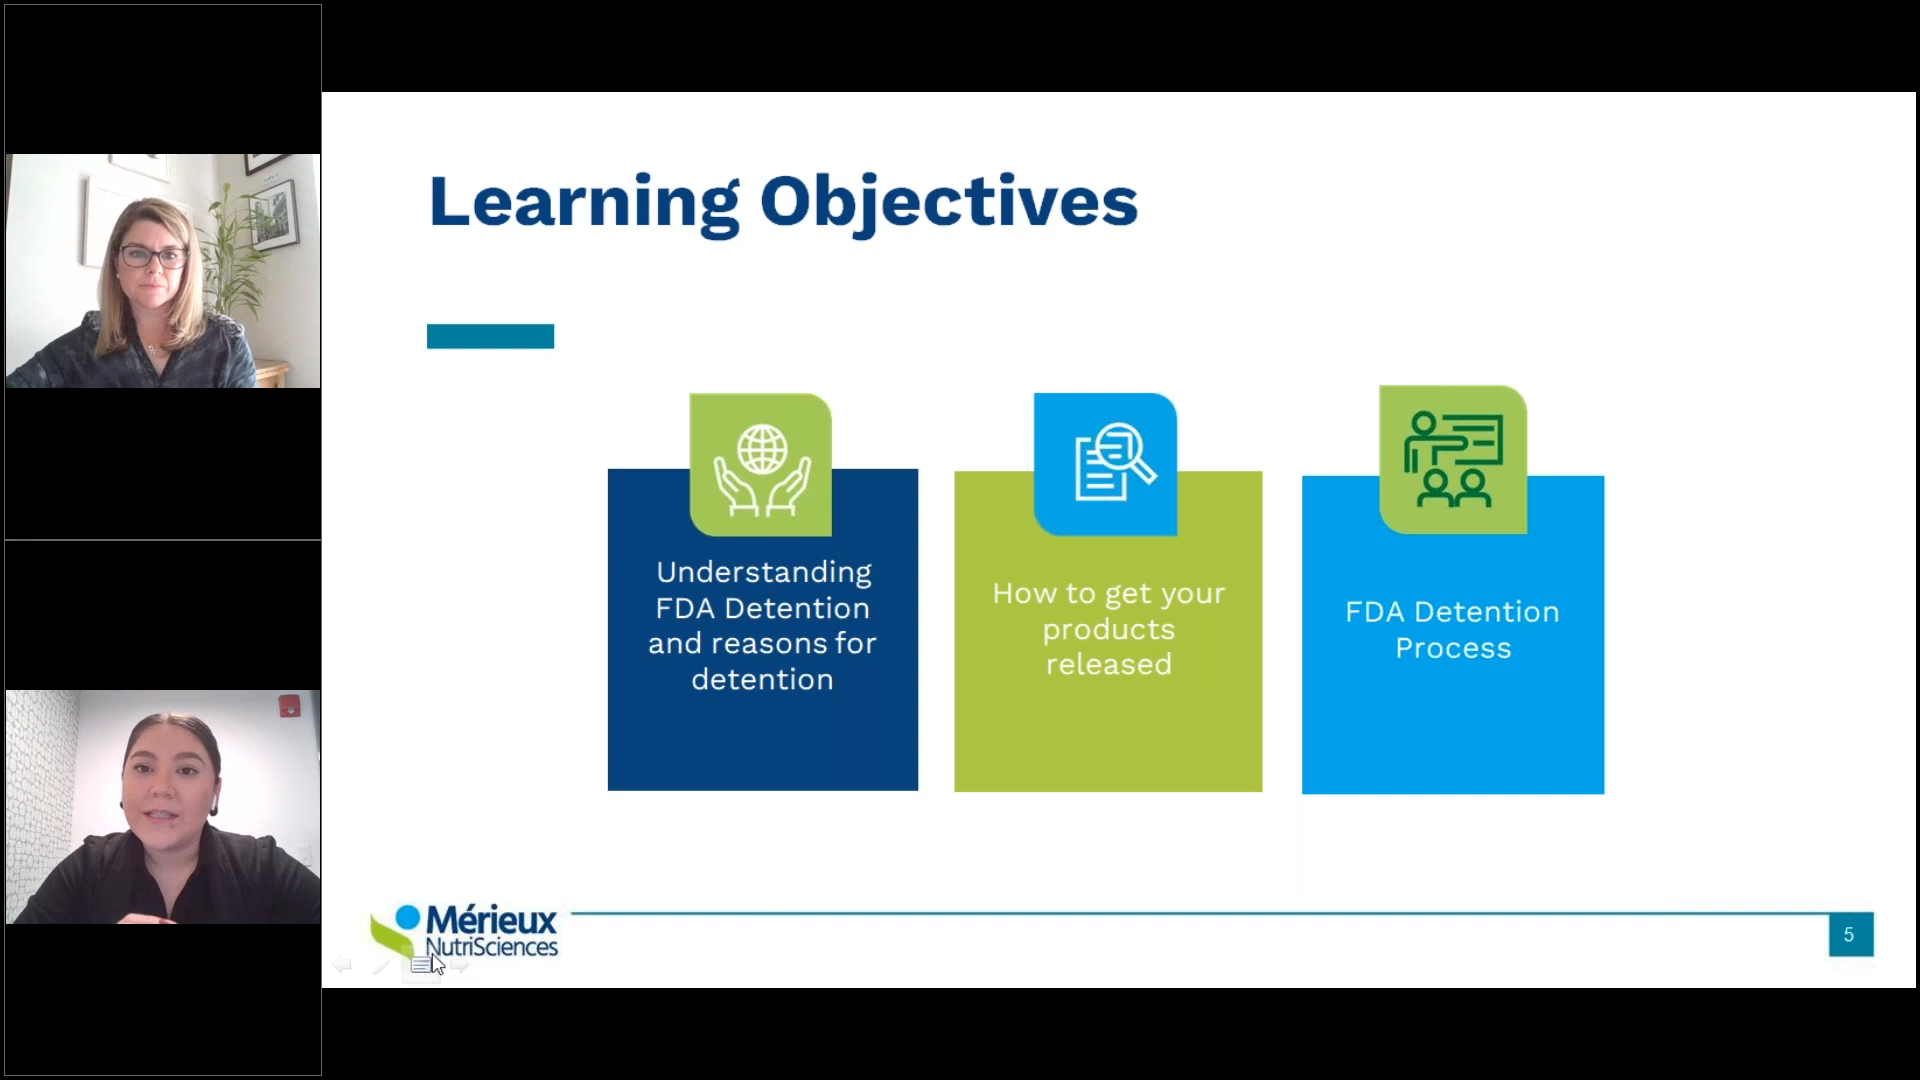 Learning Objectives
Understanding
FDA Detention
and reasons for
detention
How to get your
products
released
FDA Detention
Process
Mérieux
NutriSciences
5